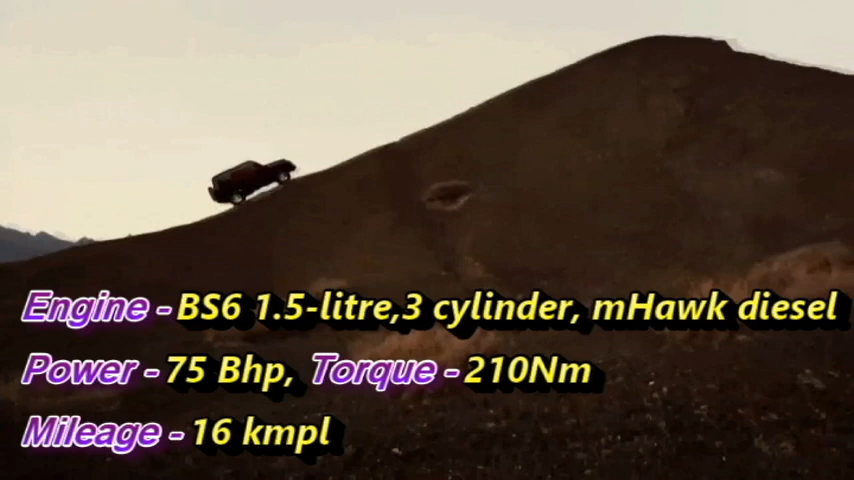 Engine - BS6 1.5-litre,3 cylinder, mHawk diesel
Power - 75 Bhp, Torque - 210Nm
Mileage - 16 kmpl